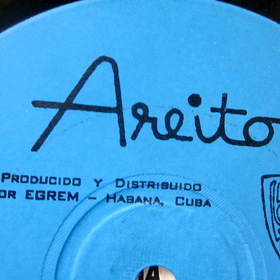 Areito
Producido y Distribuido
or EGREM – Habana, Cuba